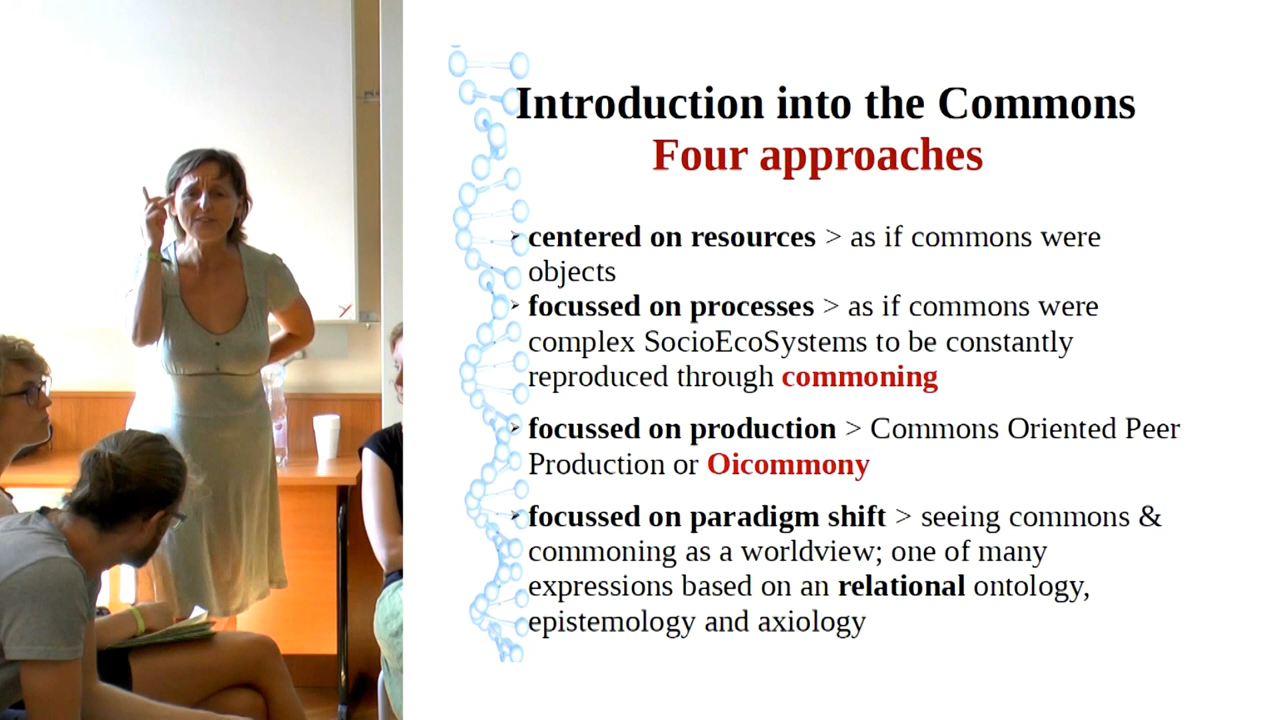 Introduction into the Commons
Four approaches
centered on resources > as if commons were
objects
focussed on processes > as if commons were
complex SocioEcoSystems to be constantly
reproduced through commoning
focussed on production > Commons Oriented Peer
Production or Oicommony
focussed on paradigm shift > seeing commons &
commoning as a worldview; one of many
expressions based on an relational ontology,
epistemology and axiology